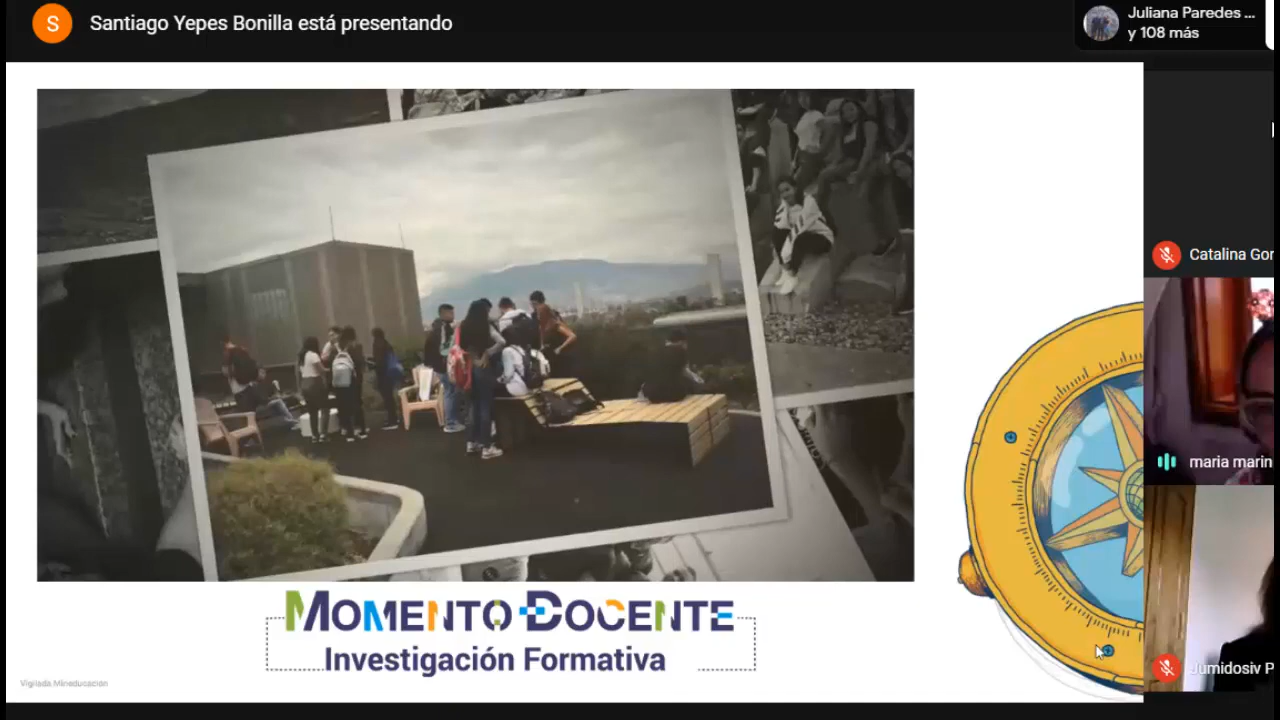 S
Santiago Yepes Bonilla está presentando
Juliana Paredes ...
y 108 más
Catalina Gor
maria marin
Jumidosiv P
MOMENTO DOCENTE
Investigación Formativa
Vigilada Mineducación